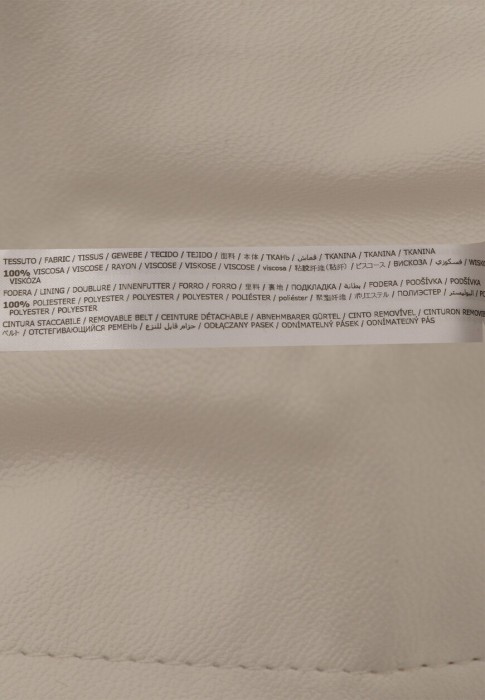 TESSUTO / FABRIC / TISSUS / GEWEBE / TECIDO / TEJIDO / 面料 / 本体 / ТКАНЬ / قماش / TKANINA / TKANINA / TKANINA
100% VISCOSA / VISCOSE / RAYON / VISCOSE / VISKOSE / VISCOSE / viscose / 粘胶纤维(粘纤) / ビスコース / ВИСКОЗА / فسكوزي /
VISKÓZA
FODERA / LINING / DOUBLURE / INNENFUTTER / FORRO / FORRO / 里料 / 裏地 / ПОДКЛАДКА / بطانة / FODERA / PODŠÍVKA / PODŠÍVKA
100% POLIESTERE / POLYESTER / POLYESTER / POLYESTER / POLIÉSTER / poliéster / 聚酯纤维 / ポリエステル / ПОЛИЭСТЕР / البوليستر /
POLYESTER / POLYESTER
CINTURA STACCABILE / REMOVABLE BELT / CEINTURE DÉTACHABLE / ABNEHMBARER GÜRTEL / CINTO REMOVÍVEL / CINTURON REMOVE
ベルト / ОТСТЕГИВАЮЩИЙСЯ РЕМЕНЬ / حزام قابل للنزع / ODŁĄCZANY PASEK / ODNÍMATELNÝ PÁSEK / ODNÍMATEĽNÝ PÁS